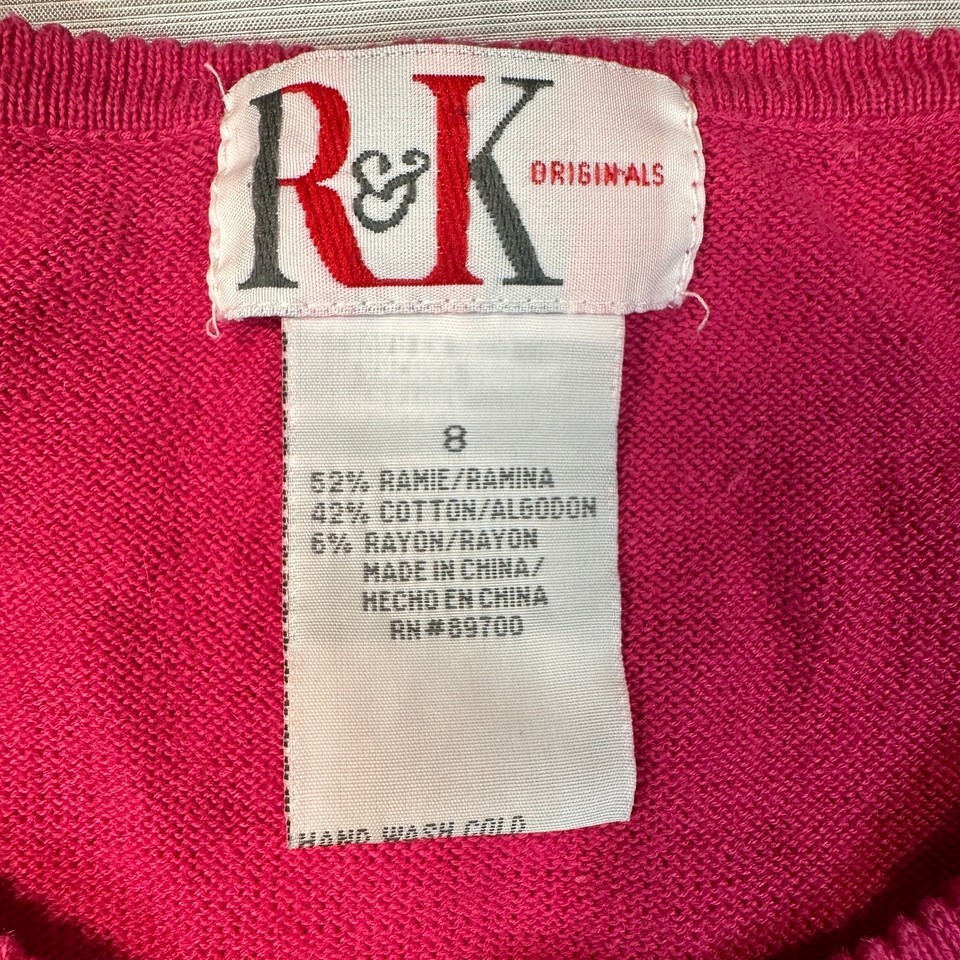 R&K ORIGINALS
8
52% RAMIE/RAMINA
42% COTTON/ALGODON
6% RAYON/RAYON
MADE IN CHINA/
HECHO EN CHINA
RN#89700
HAND WASH COLD